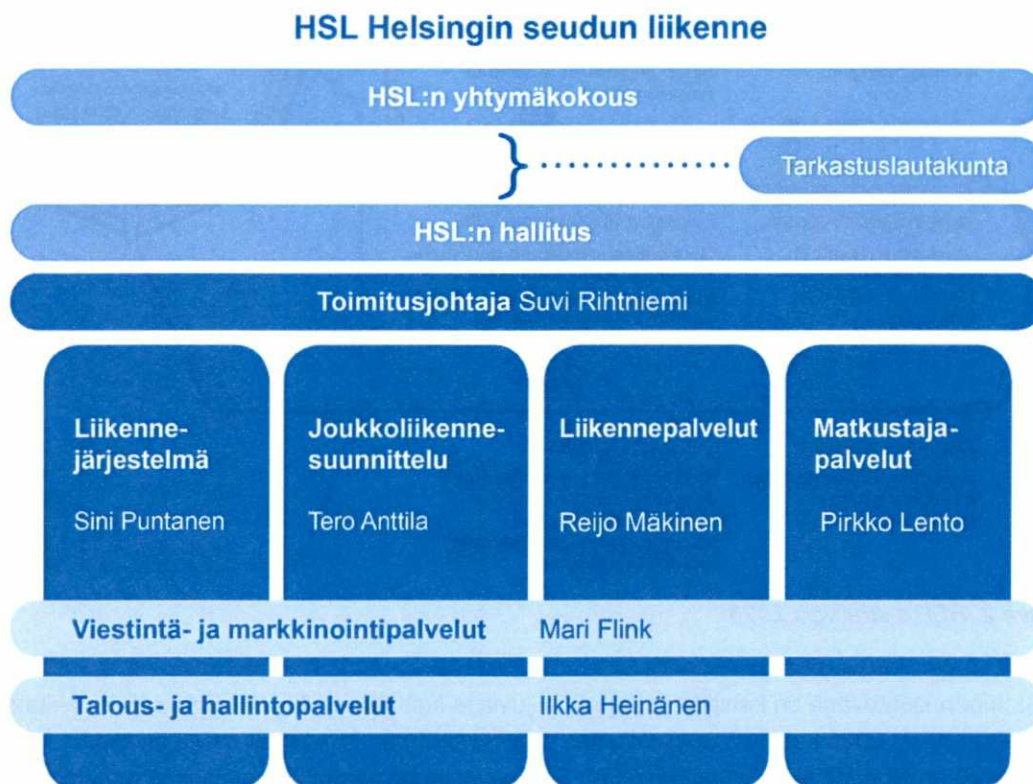 HSL Helsingin seudun liikenne
HSL:n yhtymäkokous
Tarkastuslautakunta
HSL:n hallitus
Toimitusjohtaja Suvi Rihtniemi
Liikenne-
järjestelmä
Sini Puntanen
Joukkoliikenne-
suunnittelu
Tero Anttila
Liikennepalvelut
Reijo Mäkinen
Matkustaja-
palvelut
Pirkko Lento
Viestintä- ja markkinointipalvelut Mari Flink
Talous- ja hallintopalvelut Ilkka Heinänen